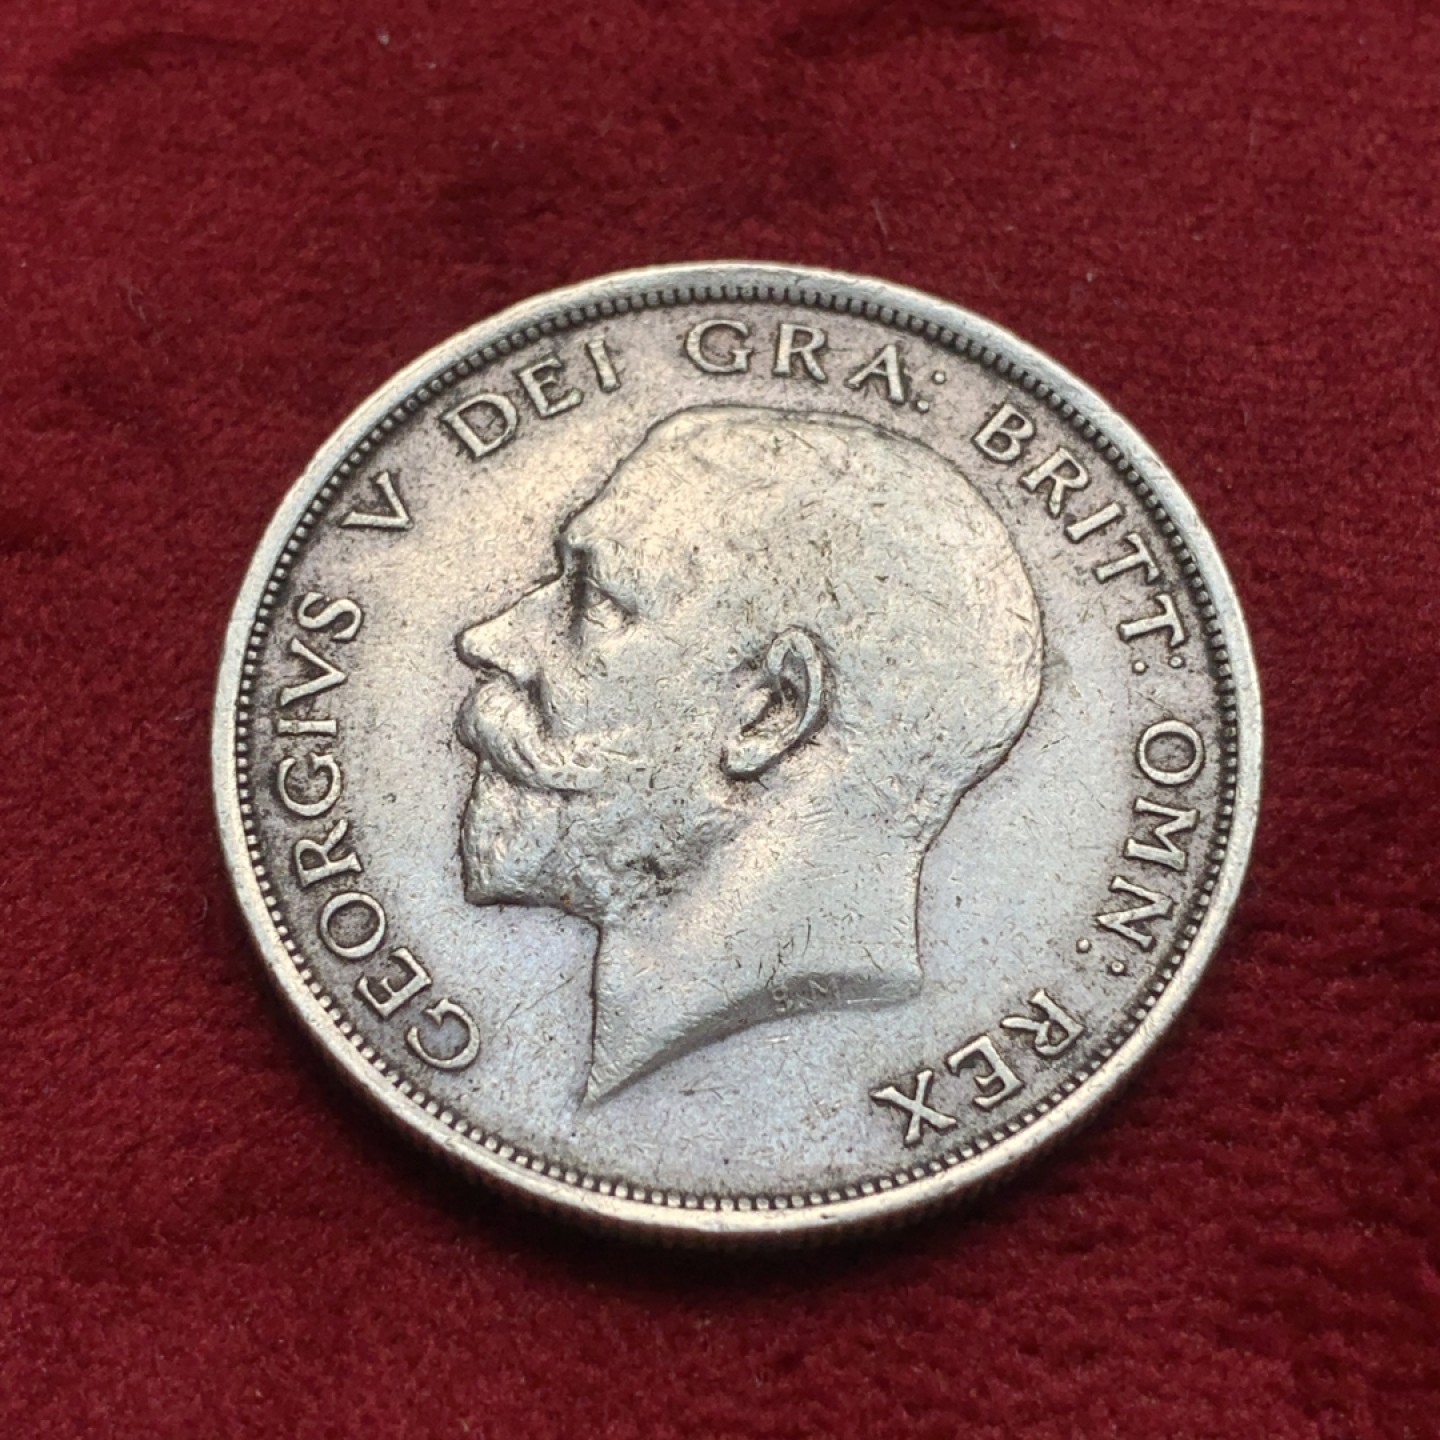 GEORGIVS V DEI GRA: BRITT: OMN: REX
B.M.